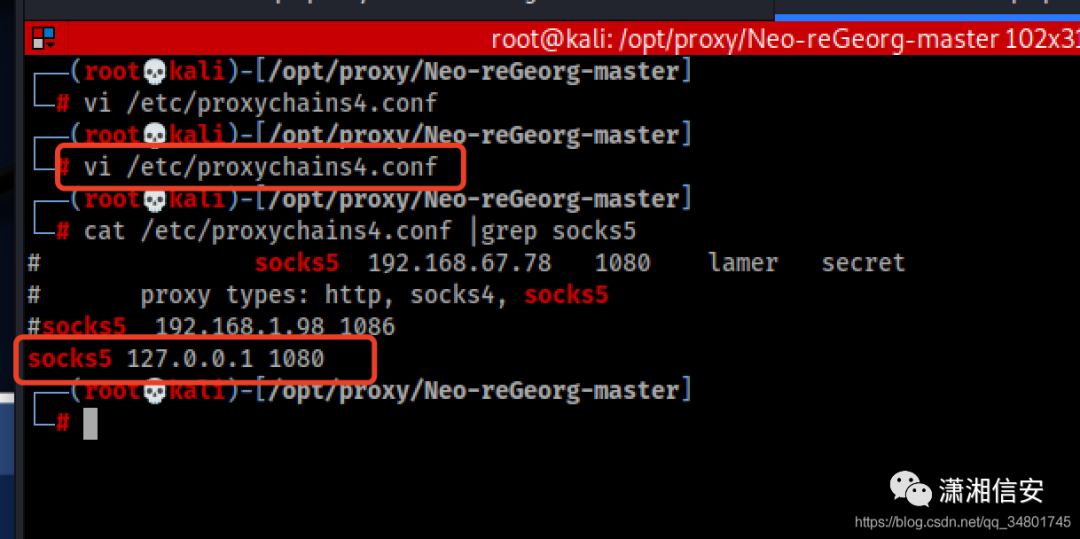 root@kali: /opt/proxy/Neo-reGeorg-master 102x31
(root💀kali)-[/opt/proxy/Neo-reGeorg-master]
# vi /etc/proxychains4.conf
(root💀kali)-[/opt/proxy/Neo-reGeorg-master]
# vi /etc/proxychains4.conf
(root💀kali)-[/opt/proxy/Neo-reGeorg-master]
# cat /etc/proxychains4.conf |grep socks5
# socks5 192.168.67.78 1080 lamer secret
# proxy types: http, socks4, socks5
#socks5 192.168.1.98 1086
socks5 127.0.0.1 1080
(root💀kali)-[/opt/proxy/Neo-reGeorg-master]
#
潇湘信安
https://blog.csdn.net/qq_34801745